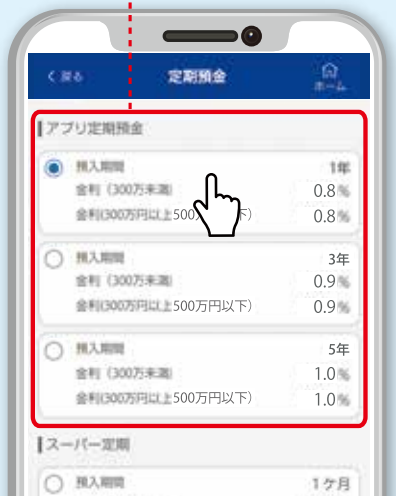 く 戻る 定期預金 ホーム
アプリ定期預金
預入期間 1年
金利（300万未満） 0.8%
金利(300万円以上500 下） 0.8%
預入期間 3年
金利（300万未満） 0.9%
金利(300万円以上500万円以下） 0.9%
預入期間 5年
金利（300万未満） 1.0%
金利(300万円以上500万円以下） 1.0%
スーパー定期
預入期間 1ケ月